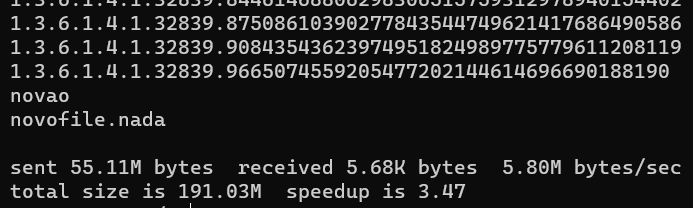 1.3.6.1.4.1.32839.87508610390277843544749621417686490586
1.3.6.1.4.1.32839.90843543623974951824989775779611208119
1.3.6.1.4.1.32839.9665074559205477202144614696690188190
novao
novofile.nada
sent 55.11M bytes  received 5.68K bytes  5.80M bytes/sec
total size is 191.03M  speedup is 3.47